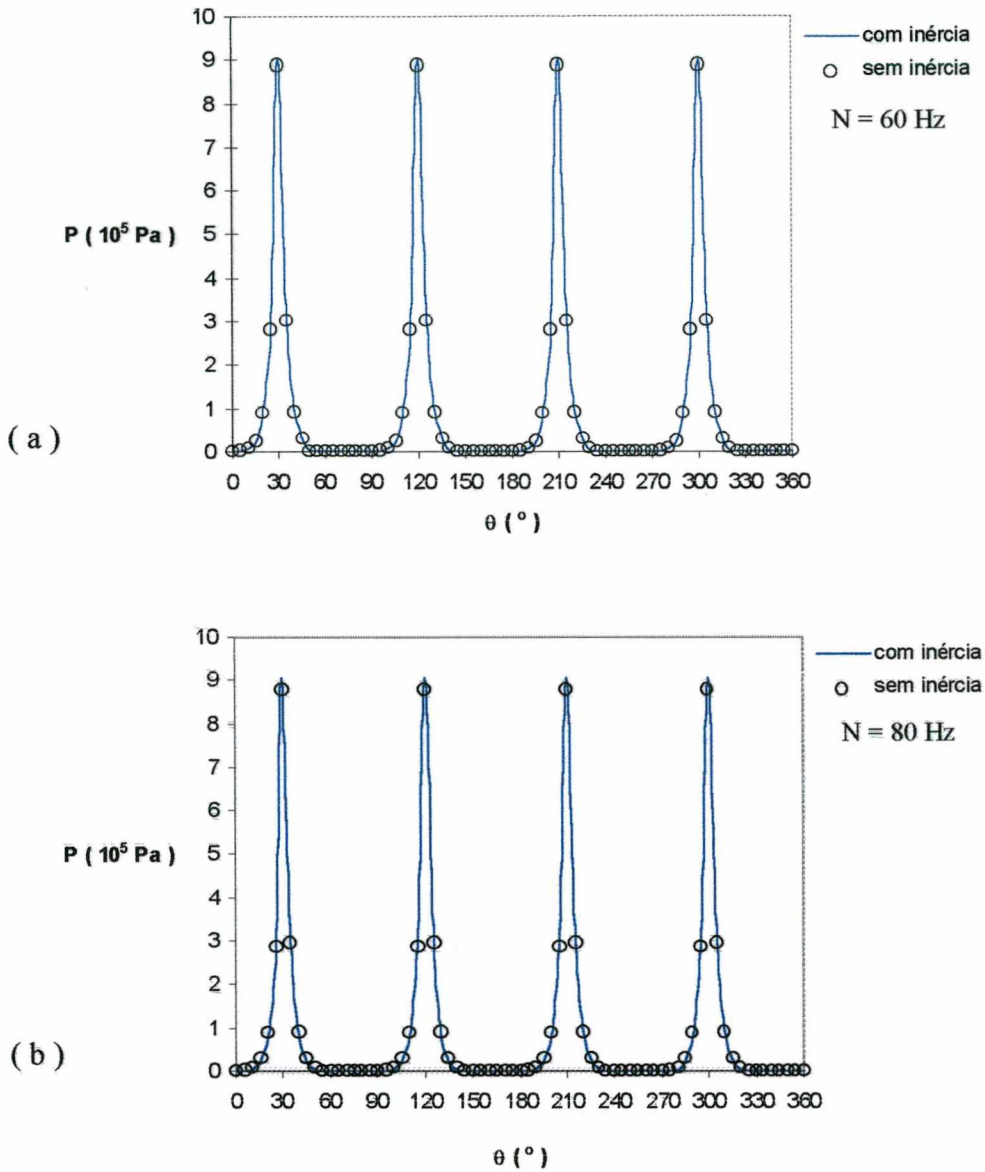 10
9
8
7
6
5
4
3
2
1
0
P ( 10⁵ Pa )
( a )
0 30 60 90 120 150 180 210 240 270 300 330 360
θ ( º )
com inércia
sem inércia
N = 60 Hz
10
9
8
7
6
5
4
3
2
1
0
P ( 10⁵ Pa )
( b )
0 30 60 90 120 150 180 210 240 270 300 330 360
θ ( º )
com inércia
sem inércia
N = 80 Hz